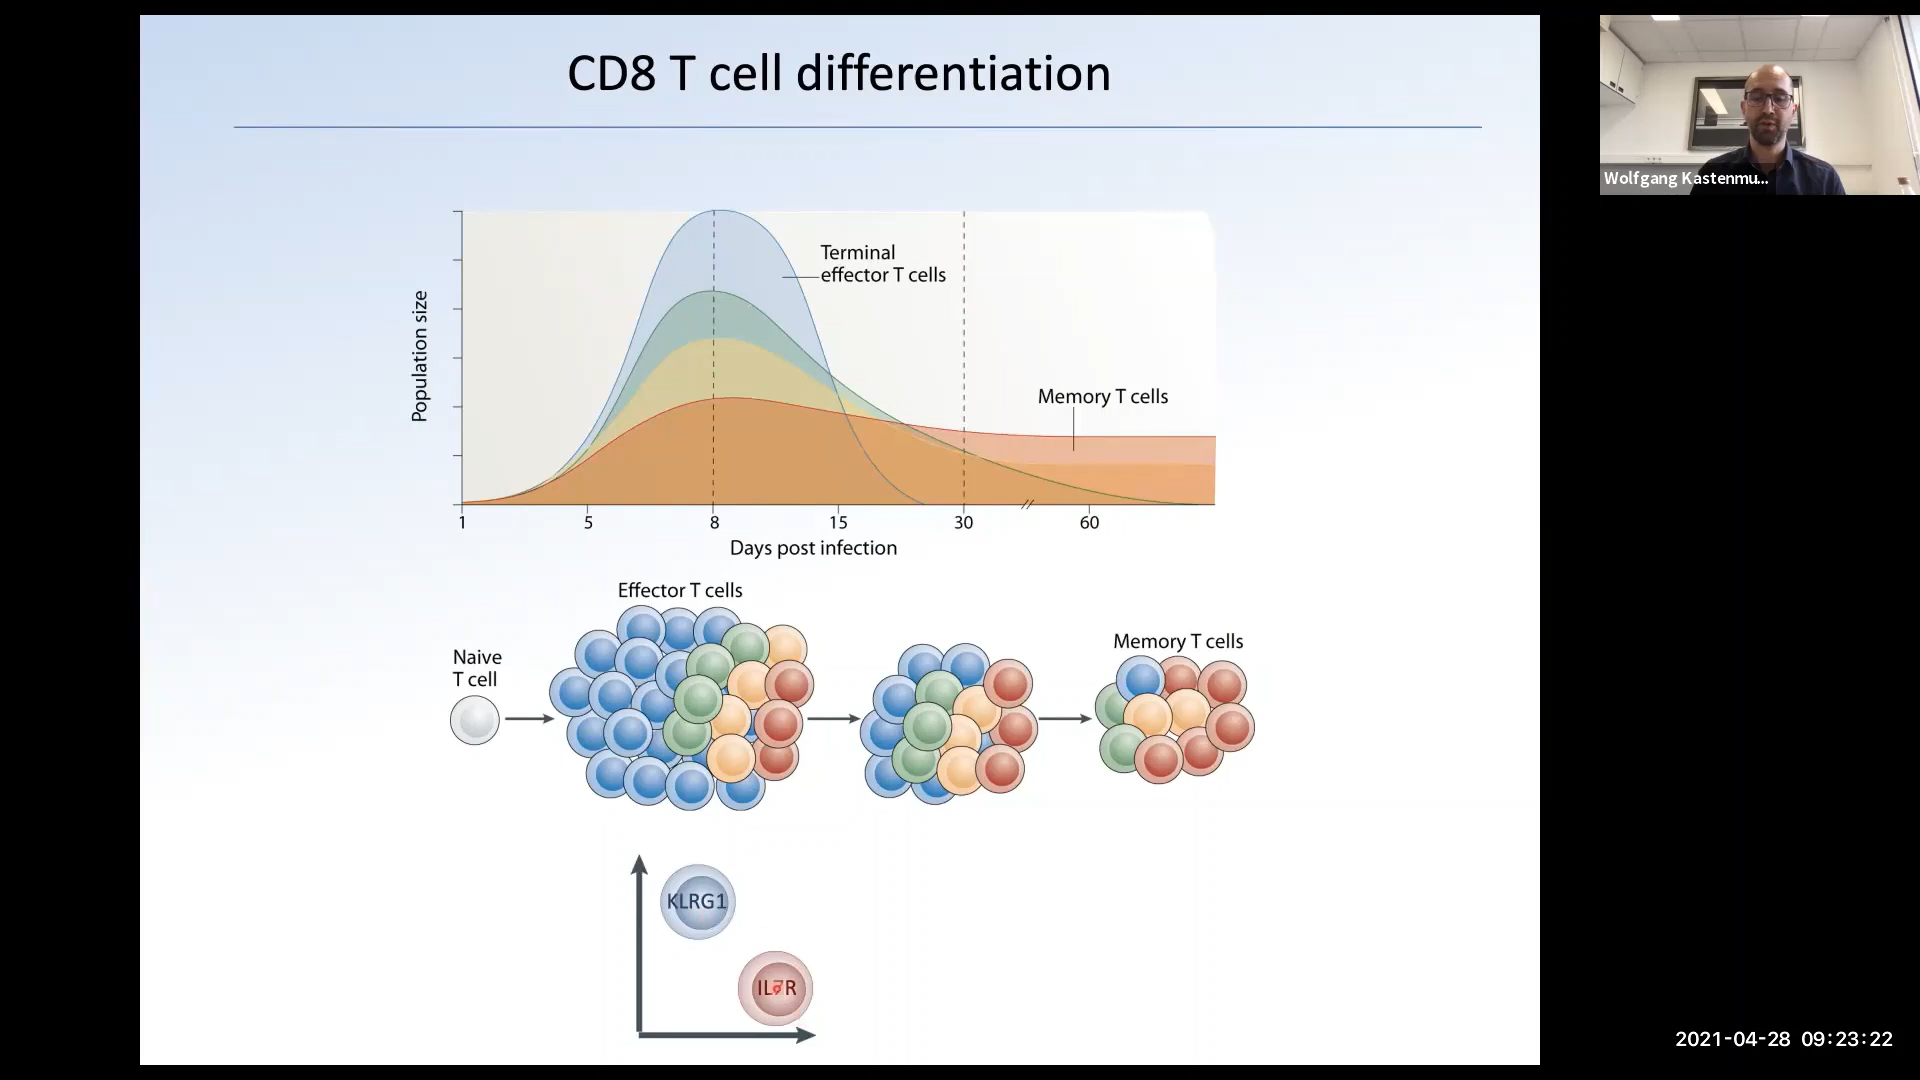 CD8 T cell differentiation
Wolfgang Kastenmu...
Terminal
effector T cells
Memory T cells
Population size
1 5 8 15 30 60
Days post infection
Effector T cells
Naive
T cell
Memory T cells
KLRG1
IL7R
2021-04-28 09:23:22